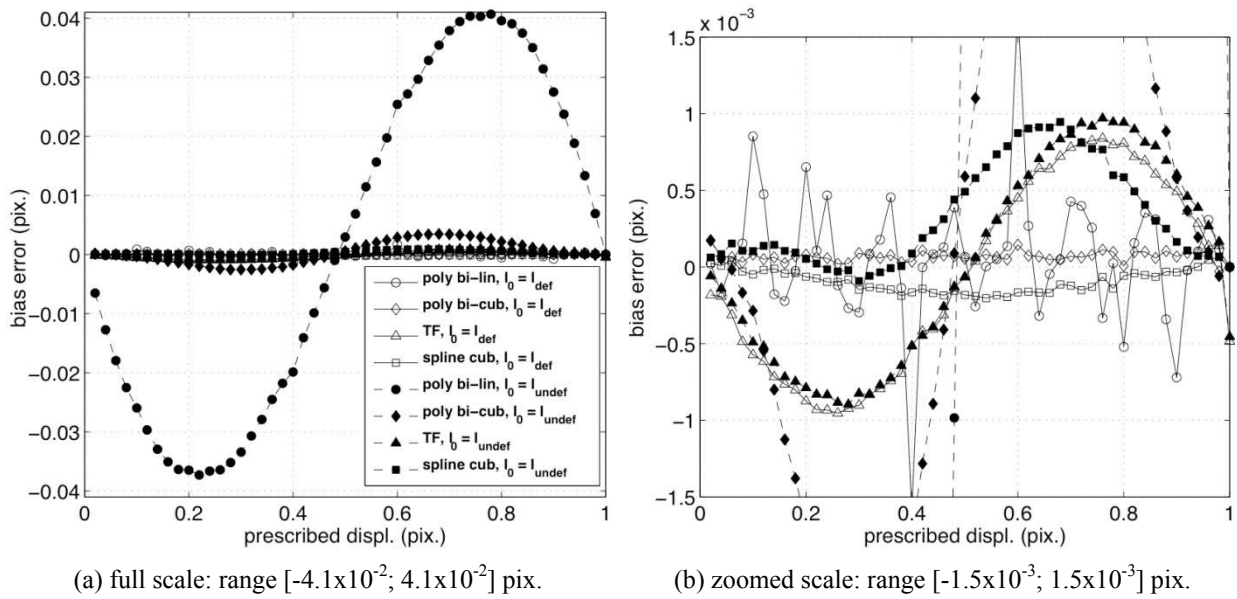 0.04
0.03
0.02
0.01
0
−0.01
−0.02
−0.03
−0.04
bias error (pix.)
0 0.2 0.4 0.6 0.8 1
prescribed displ. (pix.)
poly bi−lin, I0 = Idef
poly bi−cub, I0 = Idef
TF, I0 = Idef
spline cub, I0 = Idef
poly bi−lin, I0 = Iundef
poly bi−cub, I0 = Iundef
TF, I0 = Iundef
spline cub, I0 = Iundef
(a) full scale: range [-4.1x10-2; 4.1x10-2] pix.
x 10−3
1.5
1
0.5
0
−0.5
−1
−1.5
bias error (pix.)
0 0.2 0.4 0.6 0.8 1
prescribed displ. (pix.)
(b) zoomed scale: range [-1.5x10-3; 1.5x10-3] pix.